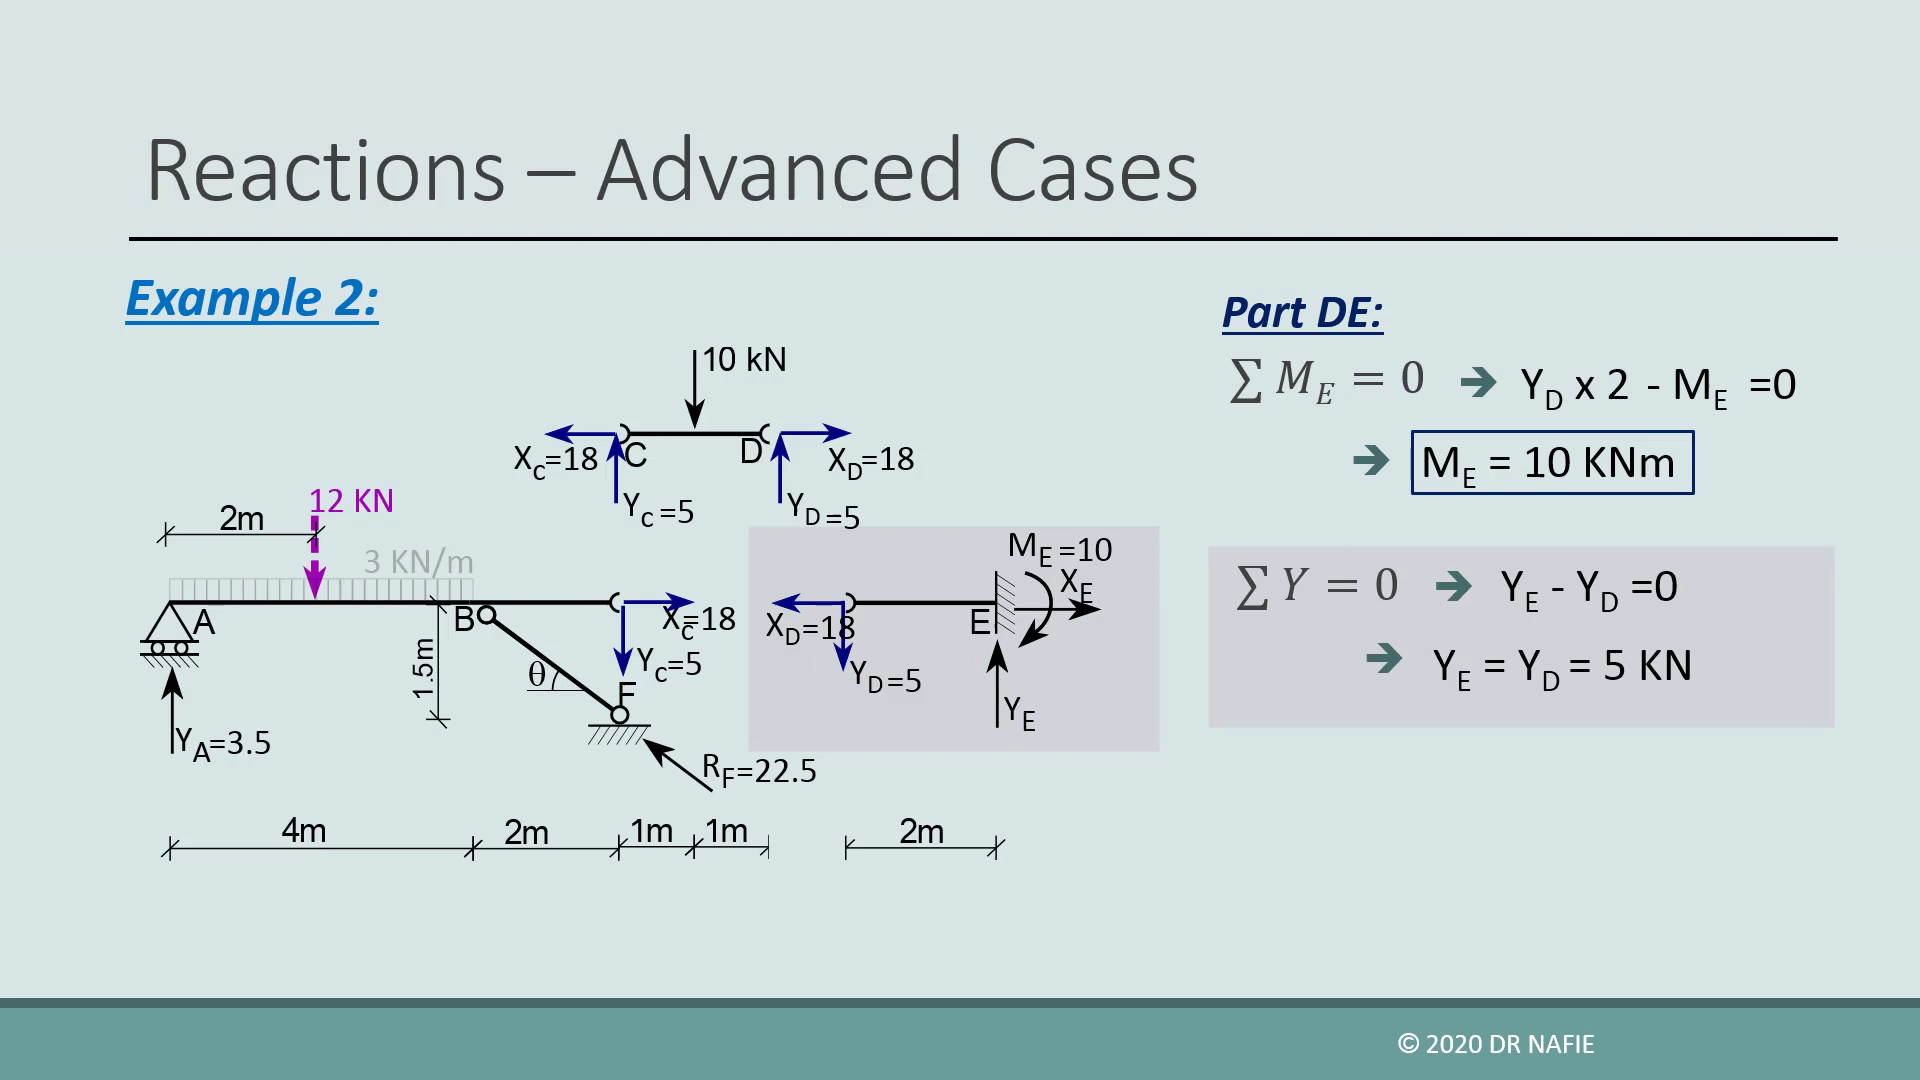 Reactions – Advanced Cases
Example 2:
10 kN
C
D
X_C=18
X_D=18
Y_C =5
Y_D =5
12 KN
2m
3 KN/m
A
B
X_C=18
Y_C=5
1.5m
θ
F
Y_A=3.5
R_F=22.5
M_E =10
X_E
X_D=18
E
Y_D=5
Y_E
4m
2m
1m
1m
2m
Part DE:
∑ M_E = 0 ➔ Y_D x 2 - M_E =0
➔ M_E = 10 KNm
∑ Y = 0 ➔ Y_E - Y_D =0
➔ Y_E = Y_D = 5 KN
© 2020 DR NAFIE